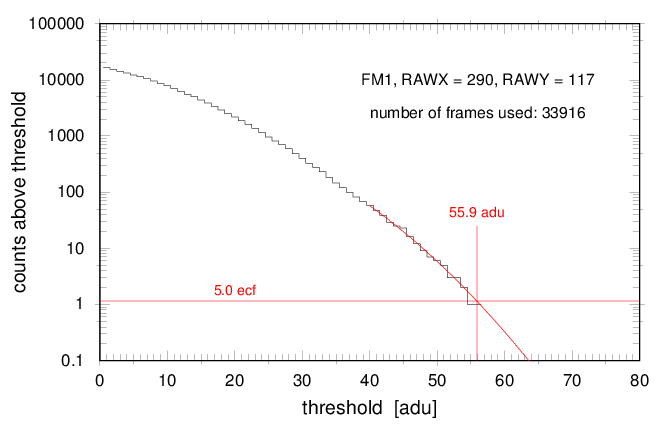 100000
10000
1000
100
10
1
0.1
counts above threshold
FM1, RAWX = 290, RAWY = 117
number of frames used: 33916
55.9 adu
5.0 ecf
0 10 20 30 40 50 60 70 80
threshold [adu]